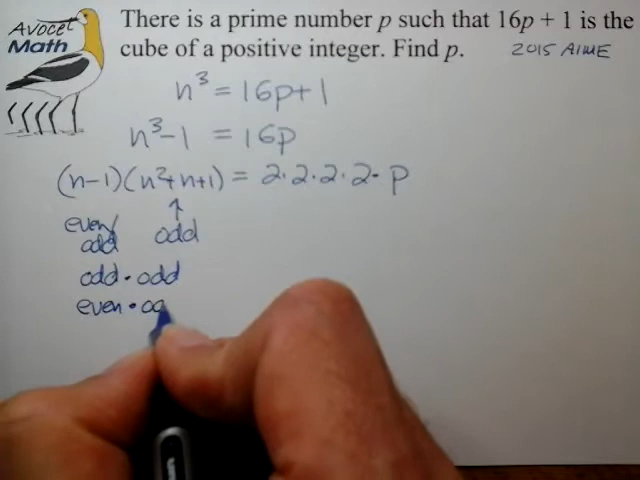 Avocet
Math
There is a prime number p such that 16p + 1 is the
cube of a positive integer. Find p. 2015 AIME
n³ = 16p+1
n³-1 = 16p
(n-1)(n²+n+1) = 2·2·2·2· p
↑
even/
odd odd
odd · odd
even ·